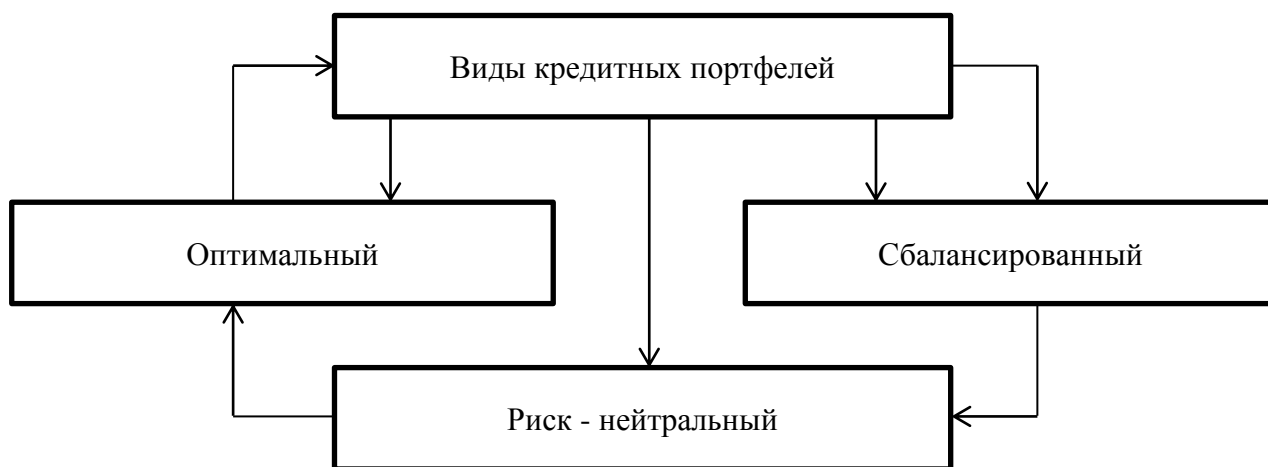 Виды кредитных портфелей
Оптимальный
Сбалансированный
Риск - нейтральный